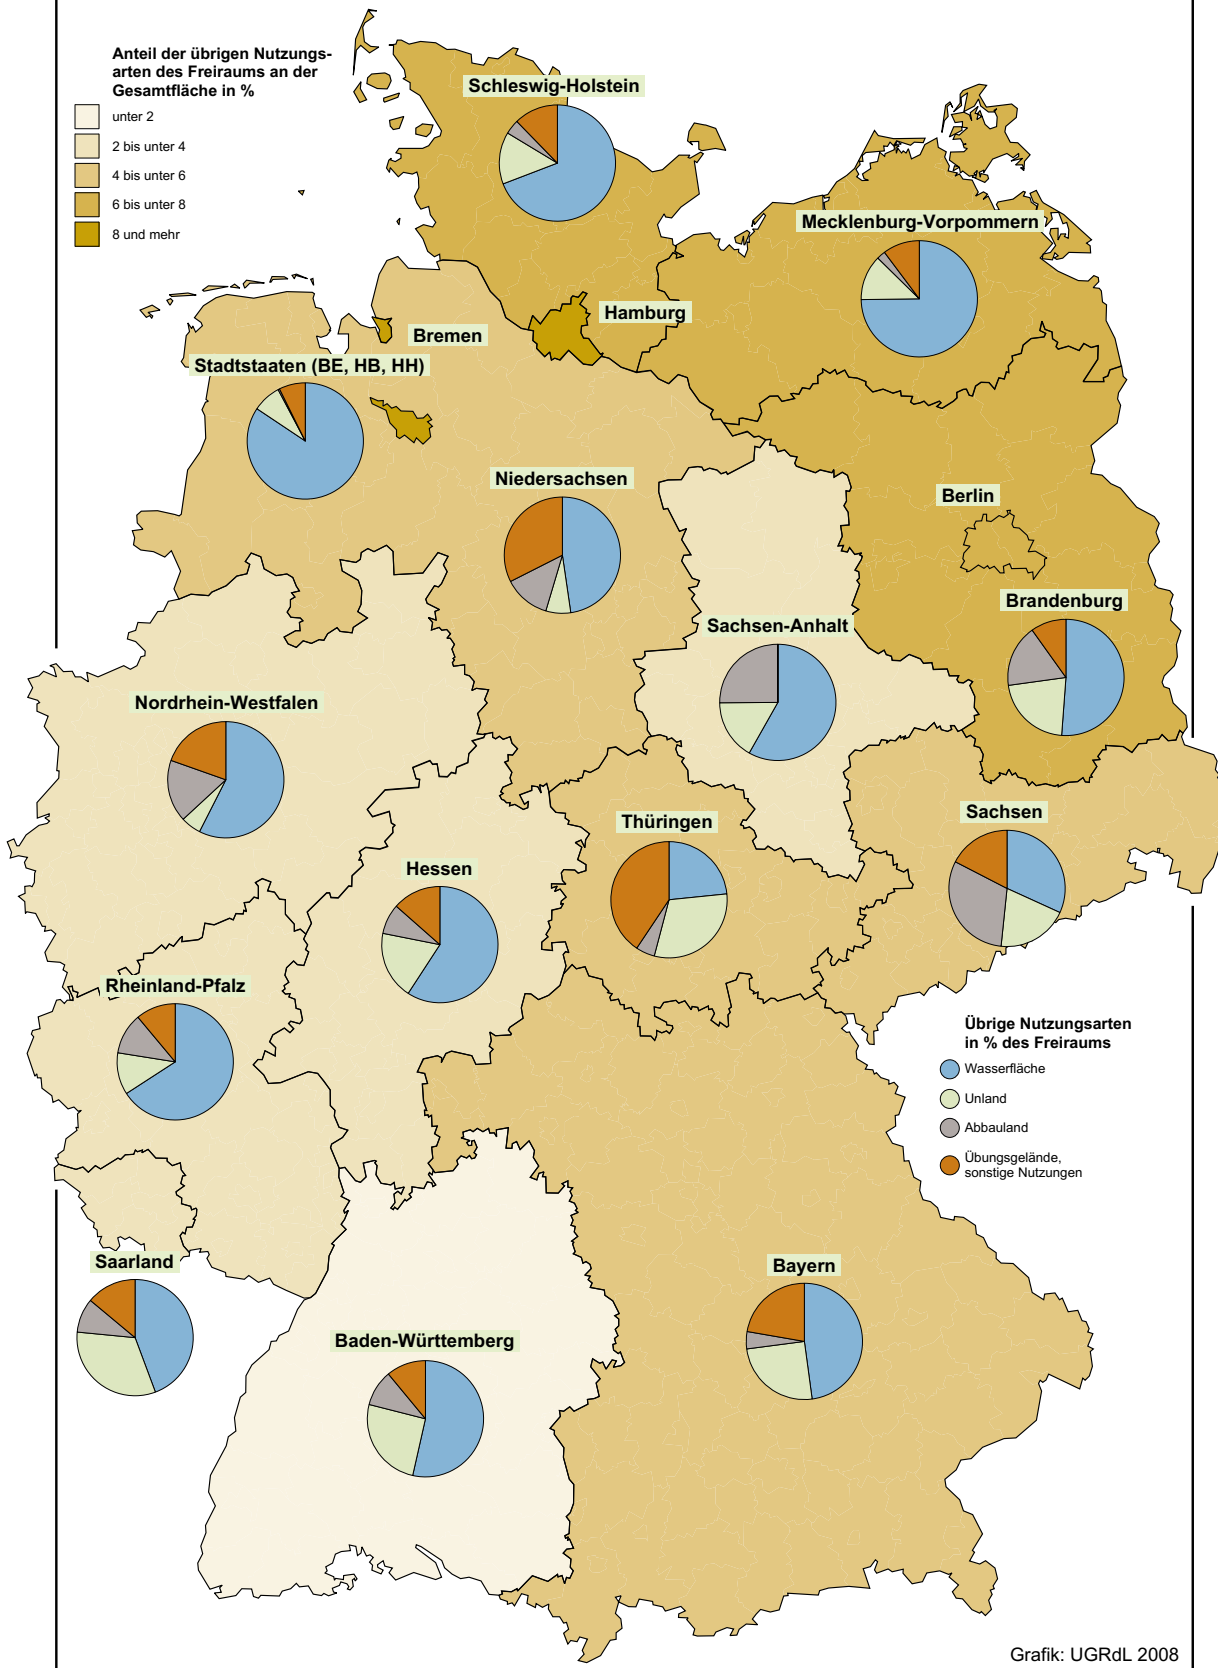 Anteil der übrigen Nutzungs-
arten des Freiraums an der
Gesamtfläche in %
unter 2
2 bis unter 4
4 bis unter 6
6 bis unter 8
8 und mehr
Schleswig-Holstein
Mecklenburg-Vorpommern
Hamburg
Bremen
Stadtstaaten (BE, HB, HH)
Niedersachsen
Berlin
Brandenburg
Sachsen-Anhalt
Nordrhein-Westfalen
Sachsen
Thüringen
Hessen
Rheinland-Pfalz
Übrige Nutzungsarten
in % des Freiraums
Wasserfläche
Unland
Abbauland
Übungsgelände,
sonstige Nutzungen
Saarland
Bayern
Baden-Württemberg
Grafik: UGRdL 2008